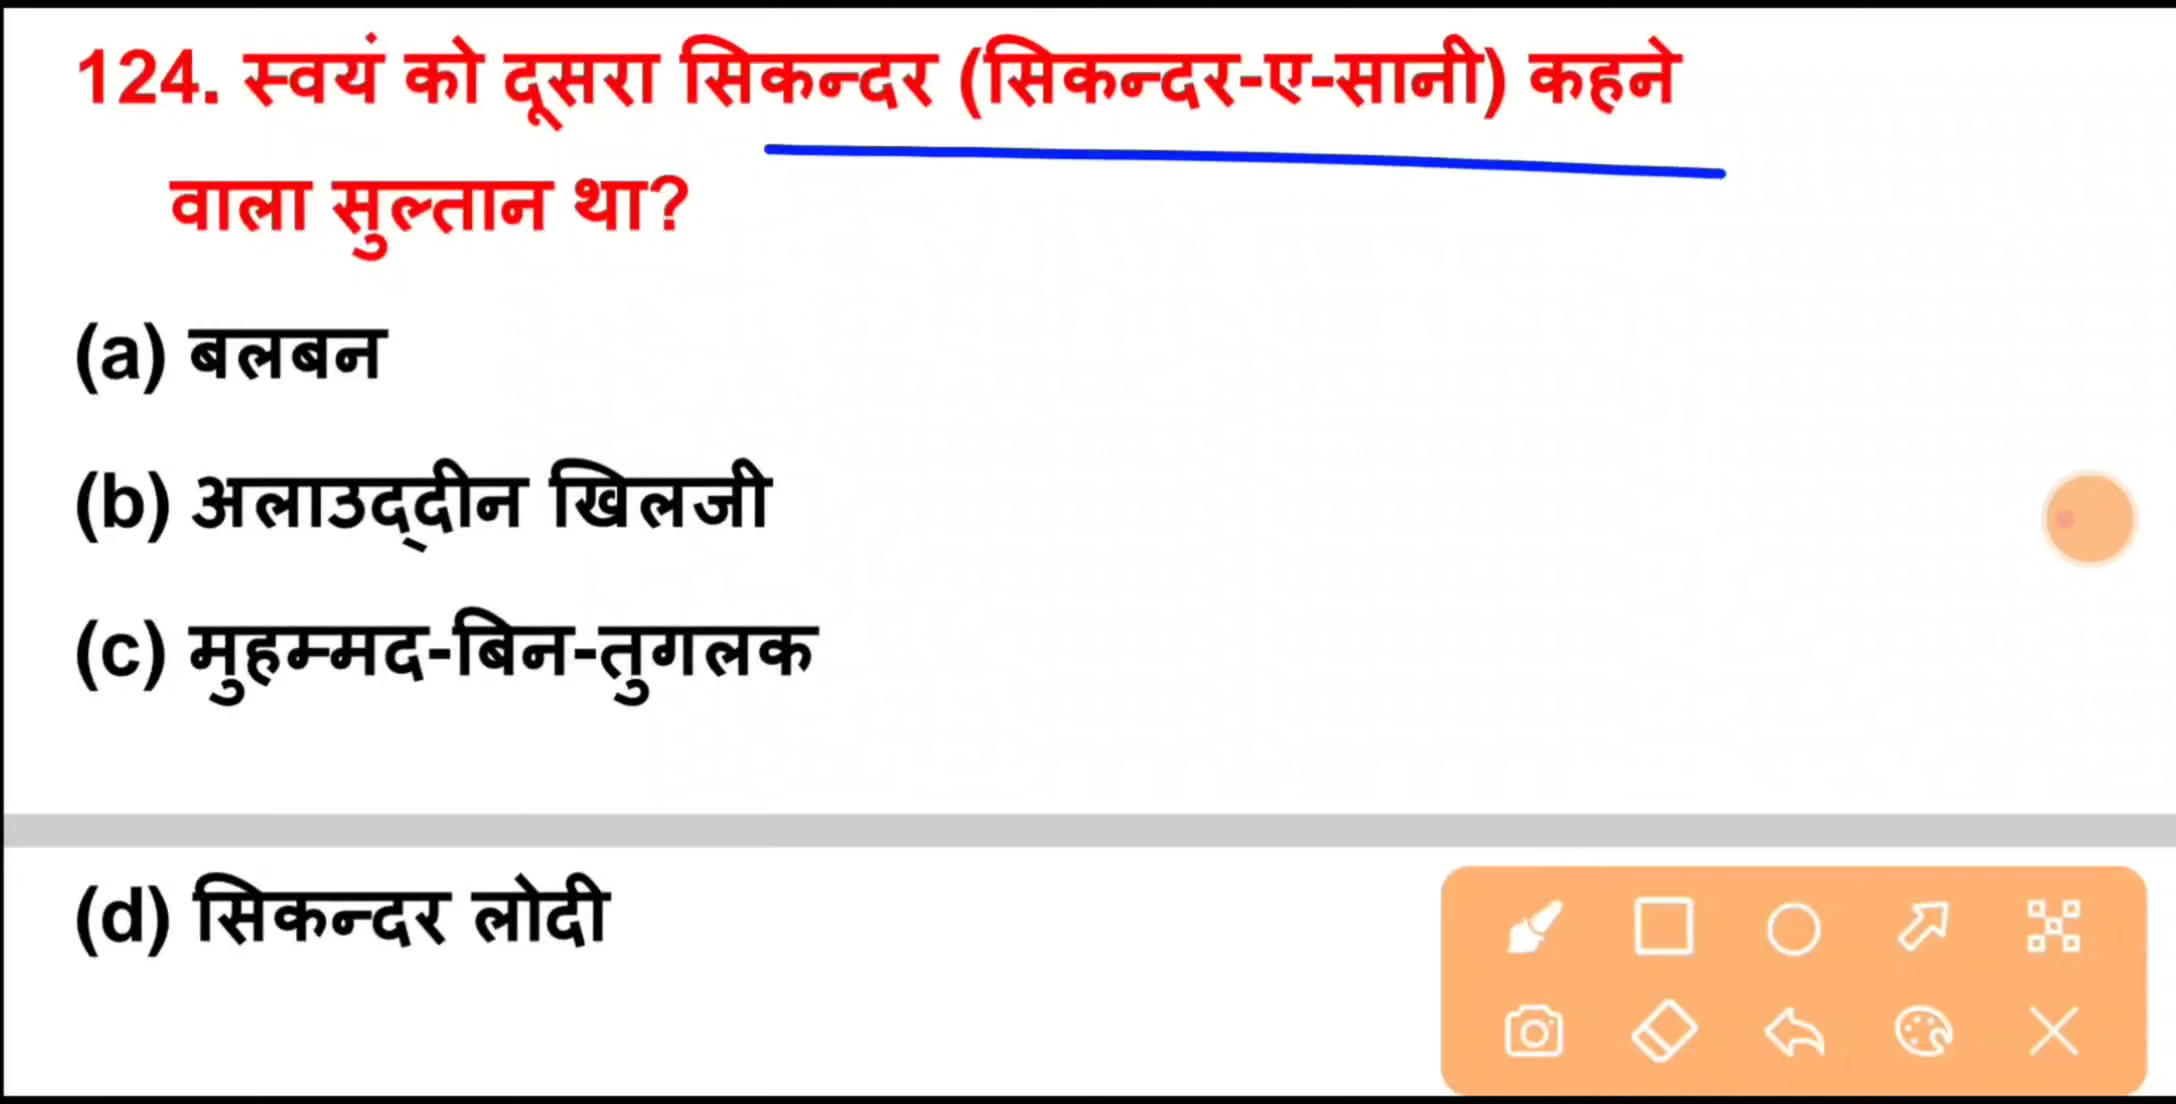 124. स्वयं को दूसरा सिकन्दर (सिकन्दर-ए-सानी) कहने
वाला सुल्तान था?
(a) बलबन
(b) अलाउद्‌दीन खिलजी
(c) मुहम्मद-बिन-तुगलक
(d) सिकन्दर लोदी